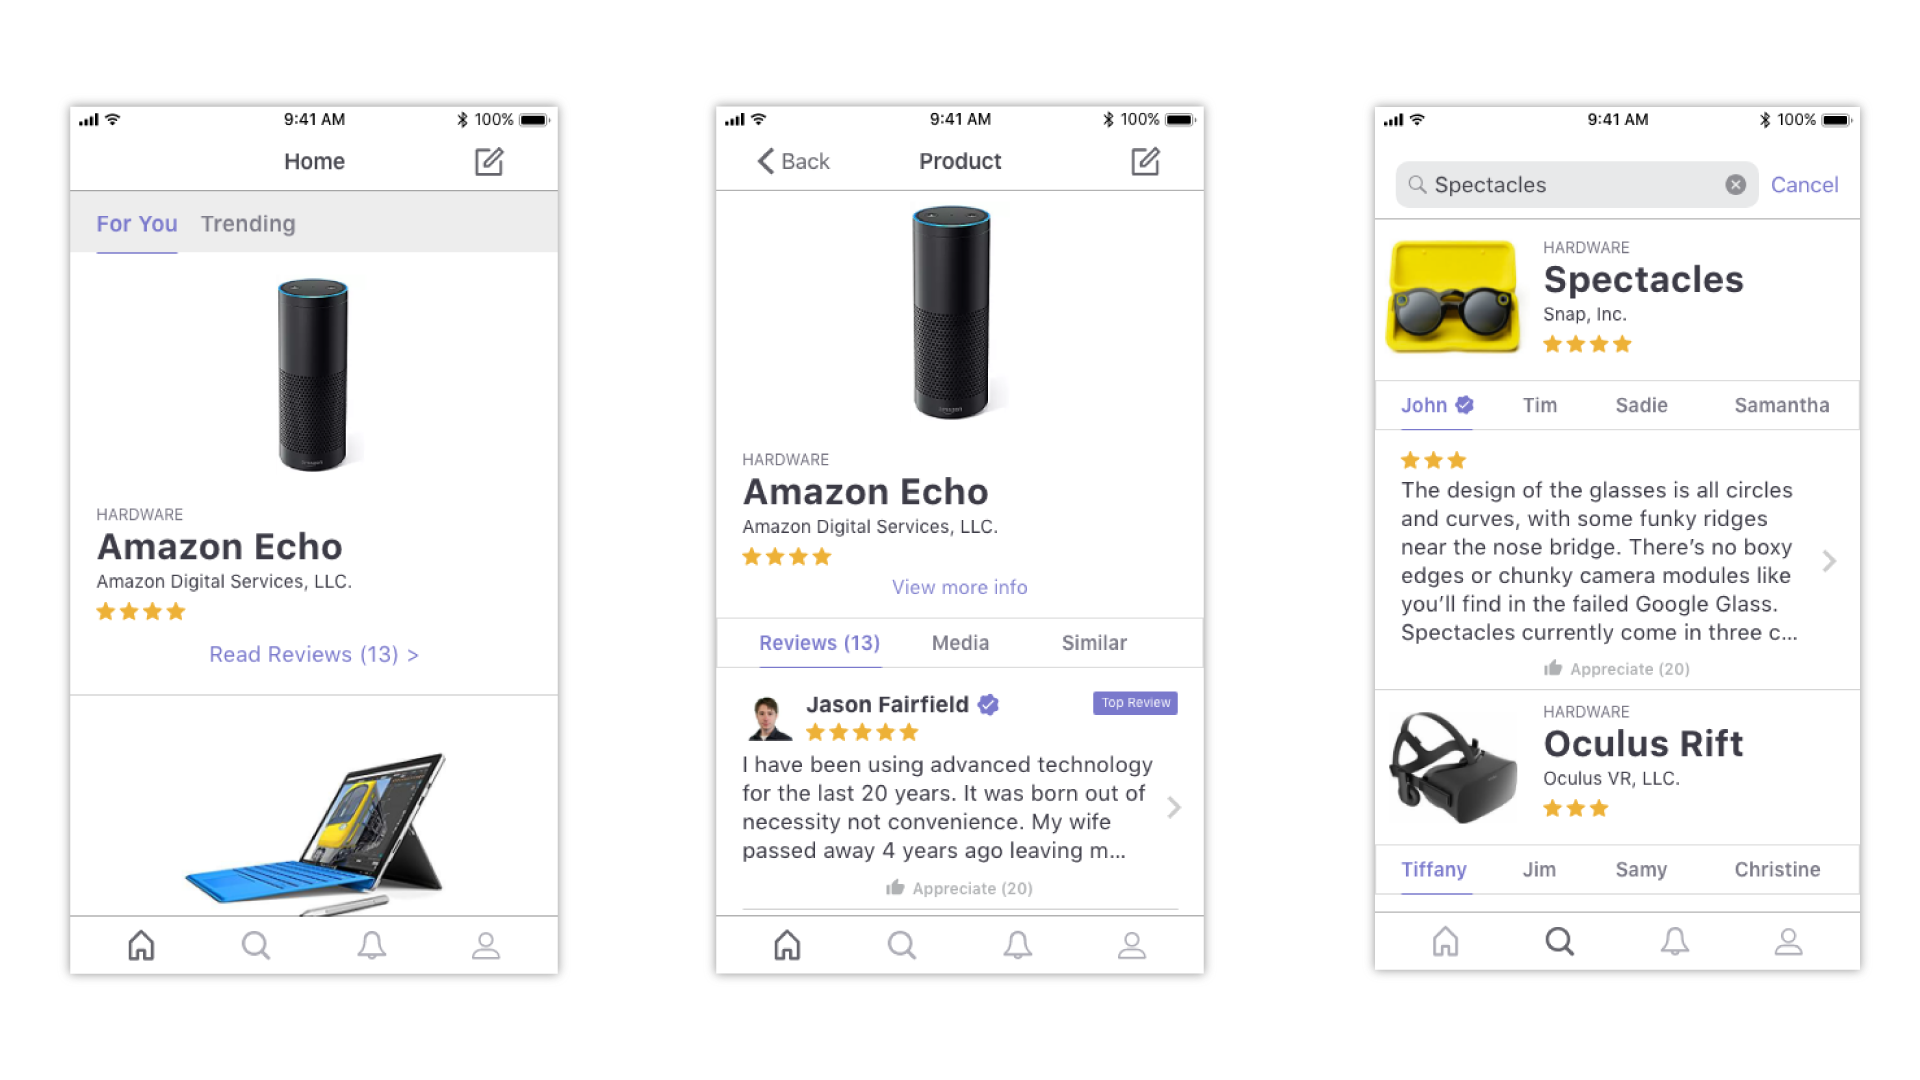 9:41 AM
100%
Home
For You
Trending
HARDWARE
Amazon Echo
Amazon Digital Services, LLC.
Read Reviews (13) >
9:41 AM
100%
Back
Product
HARDWARE
Amazon Echo
Amazon Digital Services, LLC.
View more info
Reviews (13)
Media
Similar
Jason Fairfield
Top Review
I have been using advanced technology
for the last 20 years. It was born out of
necessity not convenience. My wife
passed away 4 years ago leaving m...
Appreciate (20)
9:41 AM
100%
Spectacles
Cancel
HARDWARE
Spectacles
Snap, Inc.
John
Tim
Sadie
Samantha
The design of the glasses is all circles
and curves, with some funky ridges
near the nose bridge. There’s no boxy
edges or chunky camera modules like
you’ll find in the failed Google Glass.
Spectacles currently come in three c...
Appreciate (20)
HARDWARE
Oculus Rift
Oculus VR, LLC.
Tiffany
Jim
Samy
Christine